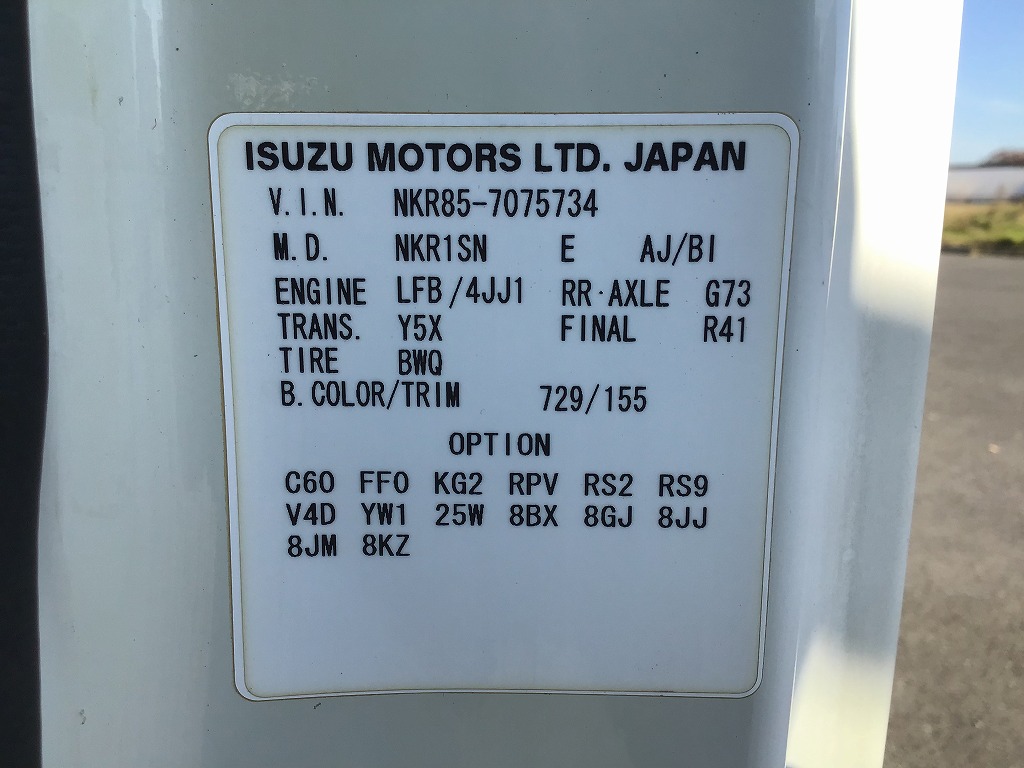 ISUZU MOTORS LTD. JAPAN
V.I.N. NKR85-7075734
M.D. NKR1SN E AJ/BI
ENGINE LFB/4JJ1 RR·AXLE G73
TRANS. Y5X FINAL R41
TIRE BWQ
B.COLOR/TRIM 729/155
OPTION
C60 FF0 KG2 RPV RS2 RS9
V4D YW1 25W 8BX 8GJ 8JJ
8JM 8KZ